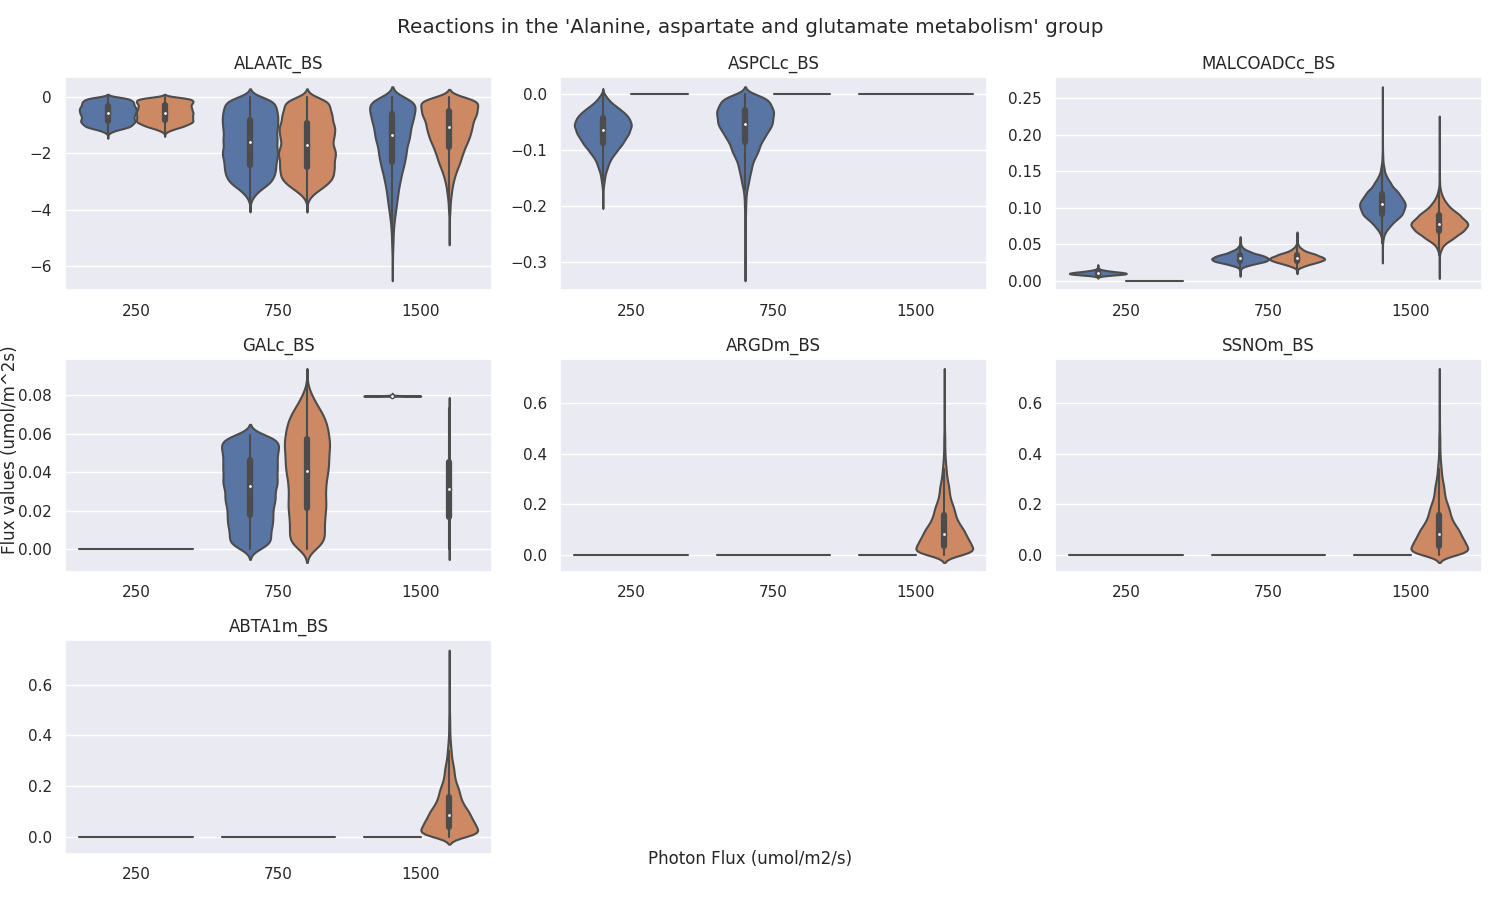 Reactions in the 'Alanine, aspartate and glutamate metabolism' group
ALAATc_BS
0
−2
−4
−6
250 750 1500
ASPCLc_BS
0.0
−0.1
−0.2
−0.3
250 750 1500
MALCOADCc_BS
0.25
0.20
0.15
0.10
0.05
0.00
250 750 1500
Flux values (umol/m^2s)
GALc_BS
0.08
0.06
0.04
0.02
0.00
250 750 1500
ARGDm_BS
0.6
0.4
0.2
0.0
250 750 1500
SSNOm_BS
0.6
0.4
0.2
0.0
250 750 1500
ABTA1m_BS
0.6
0.4
0.2
0.0
250 750 1500
Photon Flux (umol/m2/s)